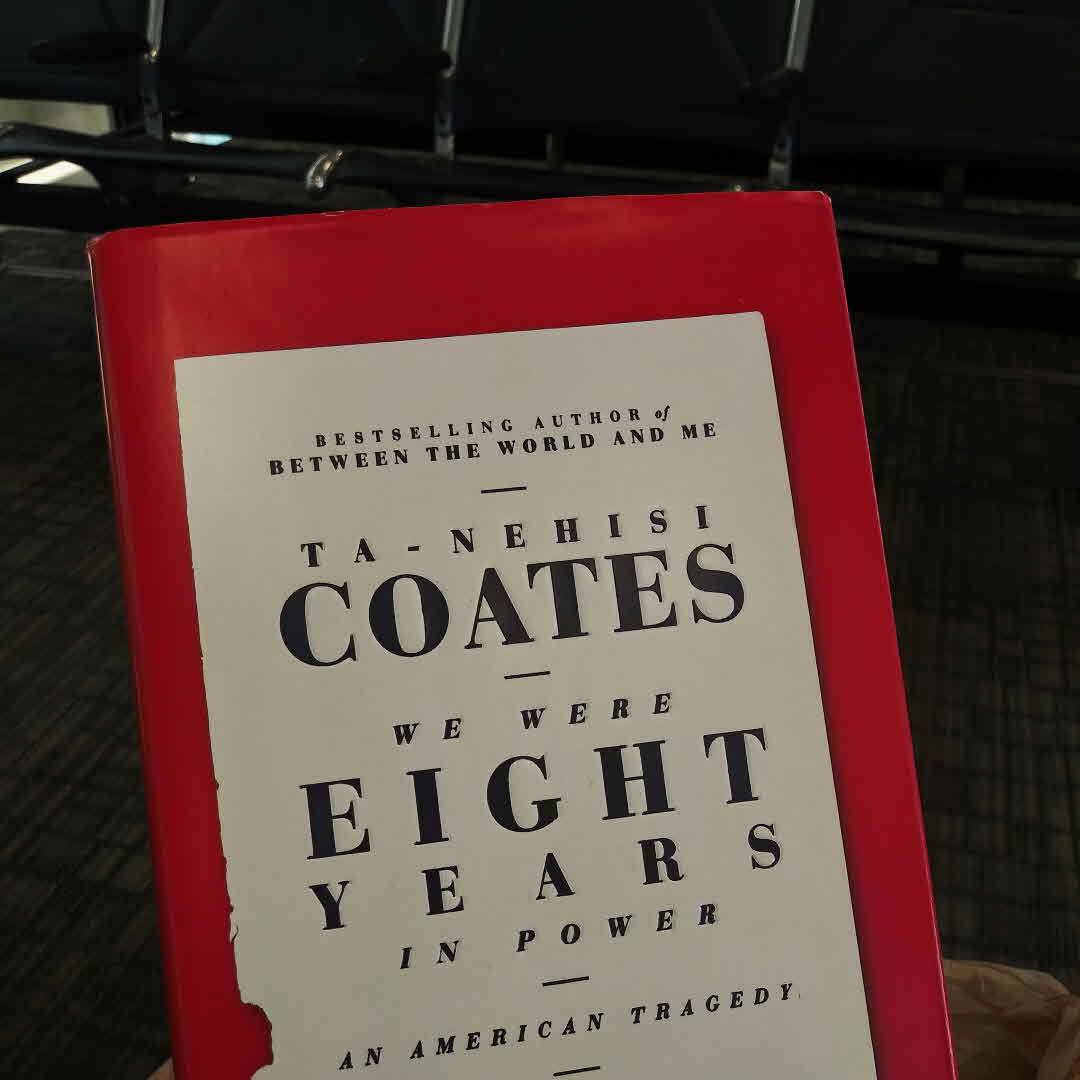 BESTSELLING AUTHOR of
BETWEEN THE WORLD AND ME
TA-NEHISI
COATES
WE WERE
EIGHT
YEARS
IN POWER
AN AMERICAN TRAGEDY